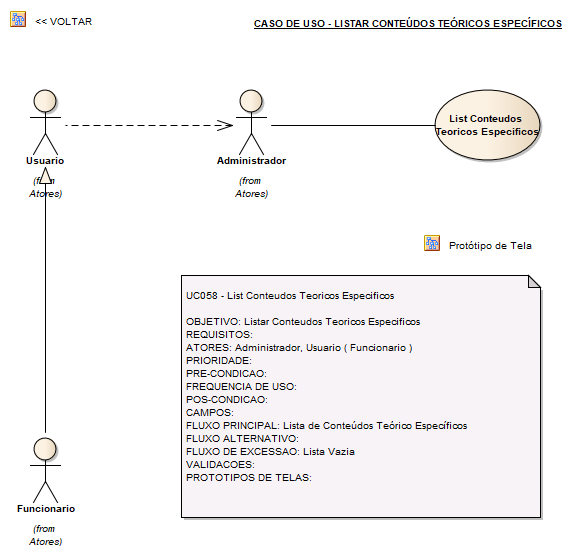 << VOLTAR
CASO DE USO - LISTAR CONTEÚDOS TEÓRICOS ESPECÍFICOS
List Conteudos
Teoricos Especificos
Usuario
(from
Atores)
Administrador
(from
Atores)
Protótipo de Tela
UC058 - List Conteudos Teoricos Especificos
OBJETIVO: Listar Conteudos Teoricos Especificos
REQUISITOS:
ATORES: Administrador, Usuario ( Funcionario )
PRIORIDADE:
PRE-CONDICAO:
FREQUENCIA DE USO:
POS-CONDICAO:
CAMPOS:
FLUXO PRINCIPAL: Lista de Conteúdos Teórico Específicos
FLUXO ALTERNATIVO:
FLUXO DE EXCESSAO: Lista Vazia
VALIDACOES:
PROTOTIPOS DE TELAS:
Funcionario
(from
Atores)